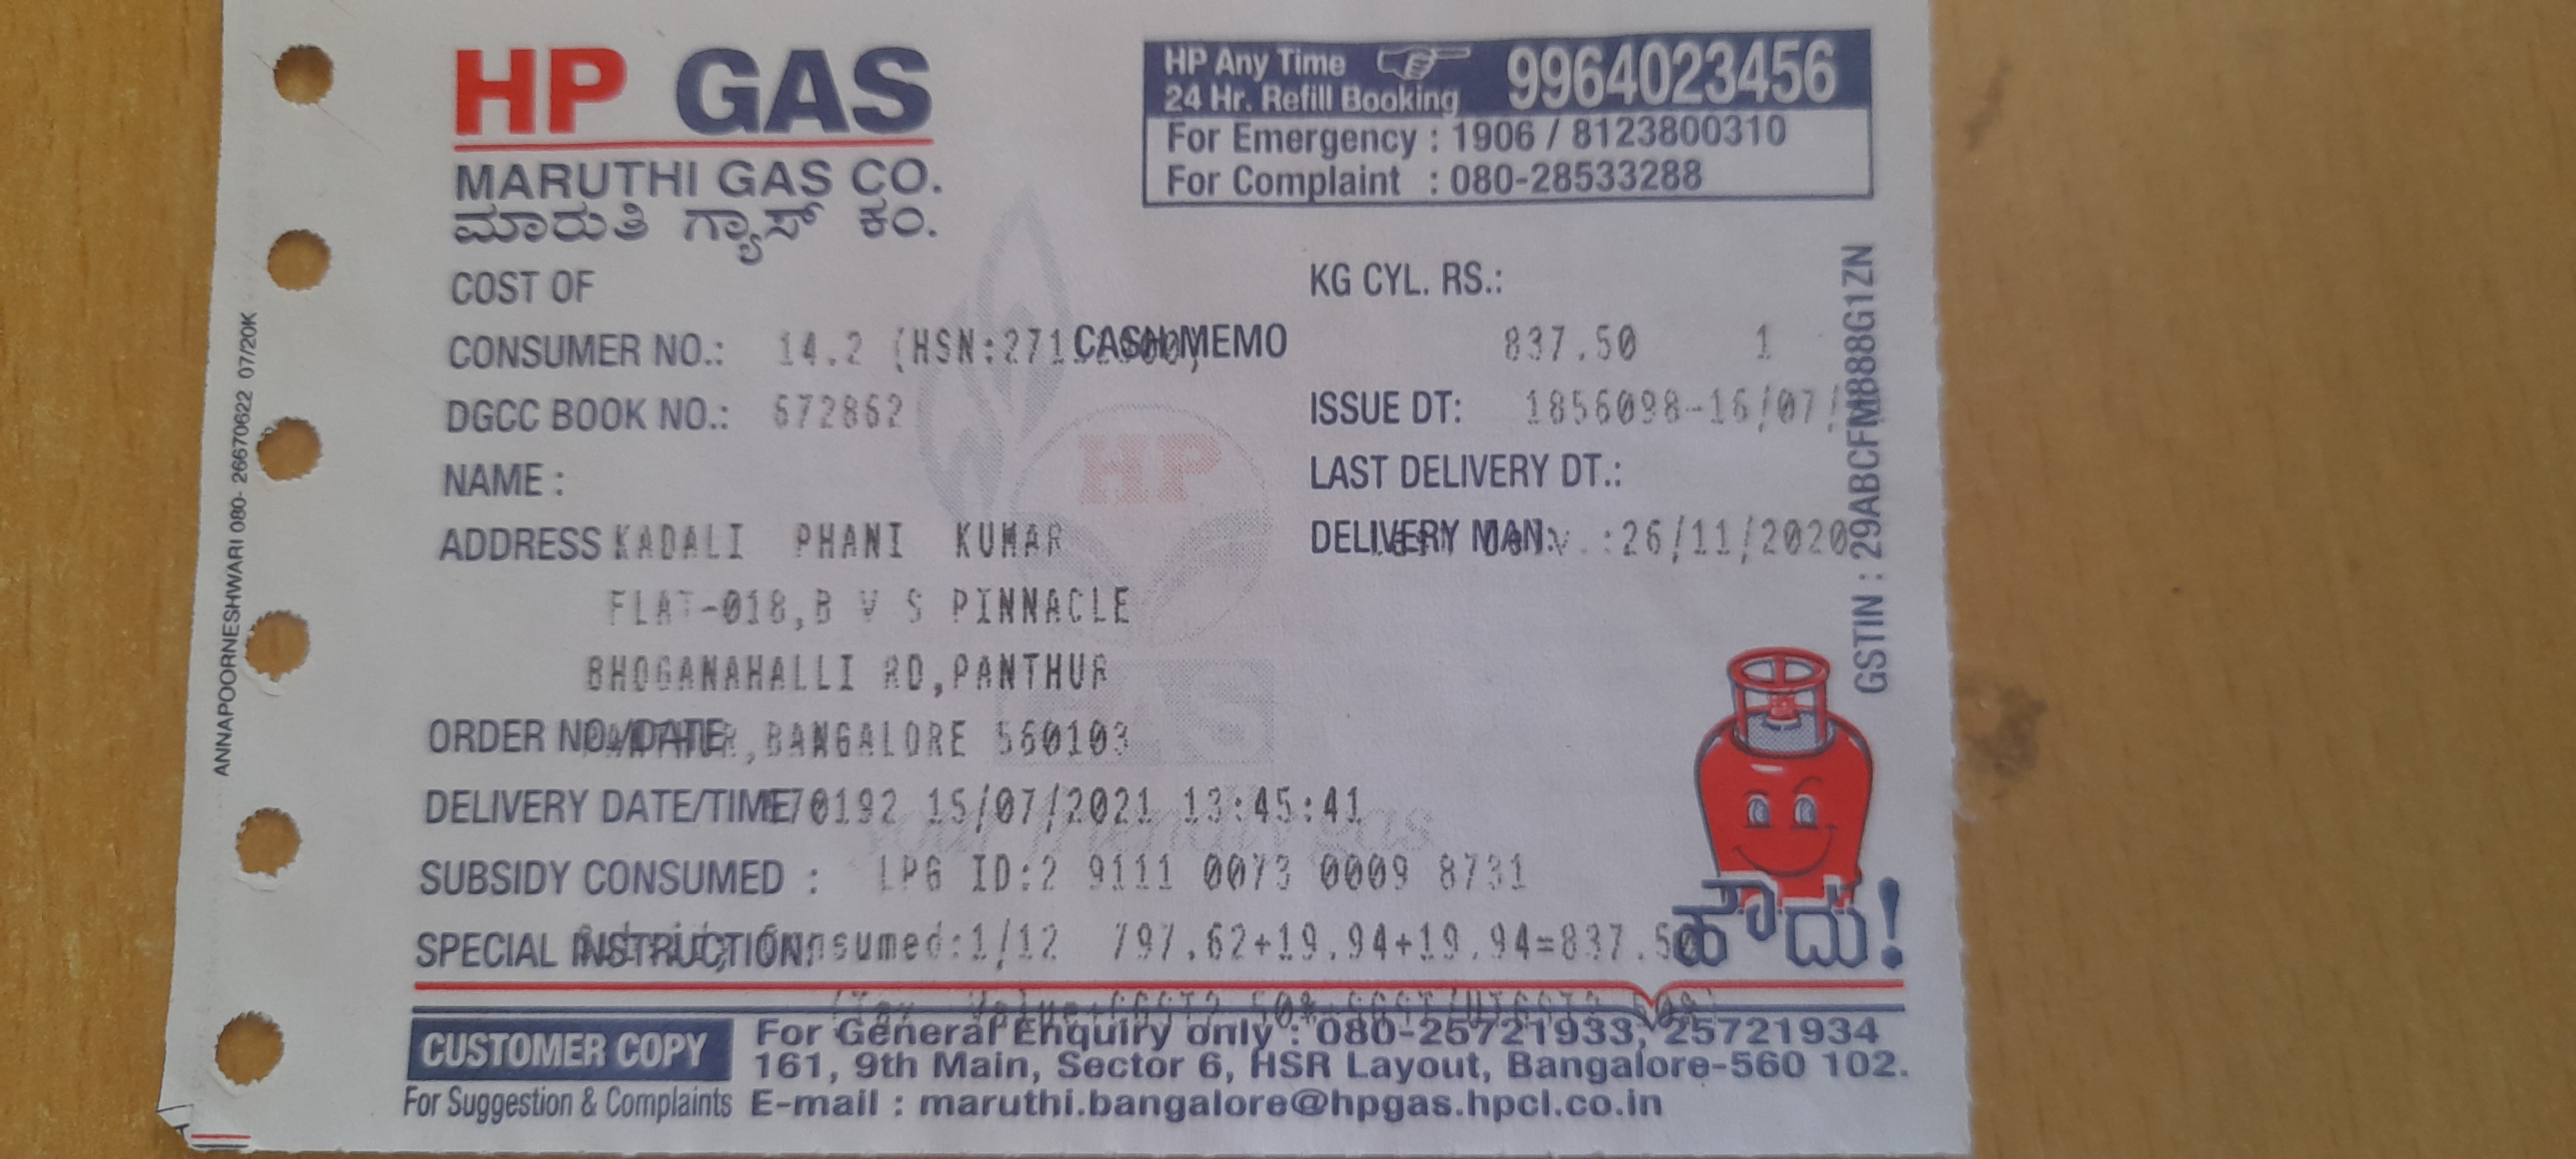 HP GAS
MARUTHI GAS CO.
ಮಾರುತಿ ಗ್ಯಾಸ್ ಕಂ.
HP Any Time
24 Hr. Refill Booking 9964023456
For Emergency : 1906 / 8123800310
For Complaint : 080-28533288
COST OF KG CYL. RS.:
CONSUMER NO.: 14.2 CASH MEMO 837.50 1
DGCC BOOK NO.: 672862 ISSUE DT: 1856098-16/07/
NAME : LAST DELIVERY DT.:
ADDRESS KADALI PHANI KUMAR DELIVERY MAN: :26/11/2020
FLAT-018,B V S PINNACLE
BHOGANAHALLI RD,PANTHUR
ORDER NO./DATE PANTHUR,BANGALORE 560103
DELIVERY DATE/TIME 70192 15/07/2021 13:45:41
SUBSIDY CONSUMED : LPG ID:2 9111 0073 0009 8731
SPECIAL INSTRUCTION: Consumed:1/12 797.62+19.94+19.94=837.50
ಹೌದು!
GSTIN : 29ABCFM8888G1ZN
ANNAPOORNESHWARI 080- 26670622 07/20K
CUSTOMER COPY For General Enquiry only : 080-25721933, 25721934
161, 9th Main, Sector 6, HSR Layout, Bangalore-560 102.
For Suggestion & Complaints E-mail : maruthi.bangalore@hpgas.hpcl.co.in
HP
GAS